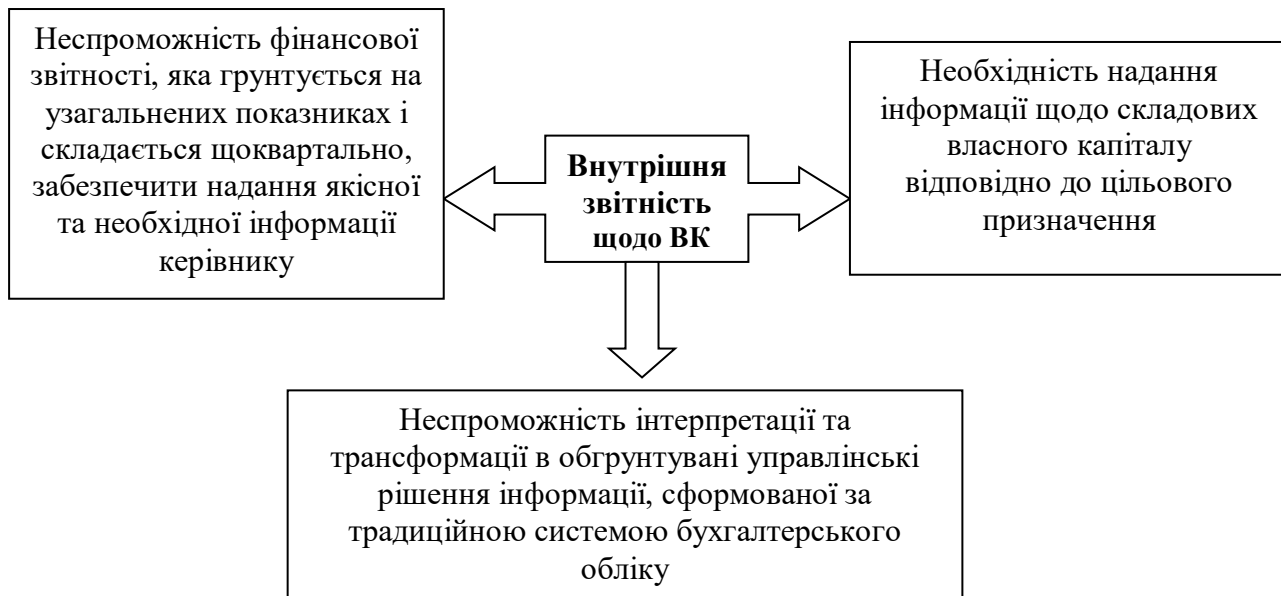 Неспроможність фінансової
звітності, яка грунтується на
узагальнених показниках і
складається щоквартально,
забезпечити надання якісної
та необхідної інформації
керівнику
Внутрішня
звітність
щодо ВК
Необхідність надання
інформації щодо складових
власного капіталу
відповідно до цільового
призначення
Неспроможність інтерпретації та
трансформації в обгрунтувані управлінські
рішення інформації, сформованої за
традиційною системою бухгалтерського
обліку